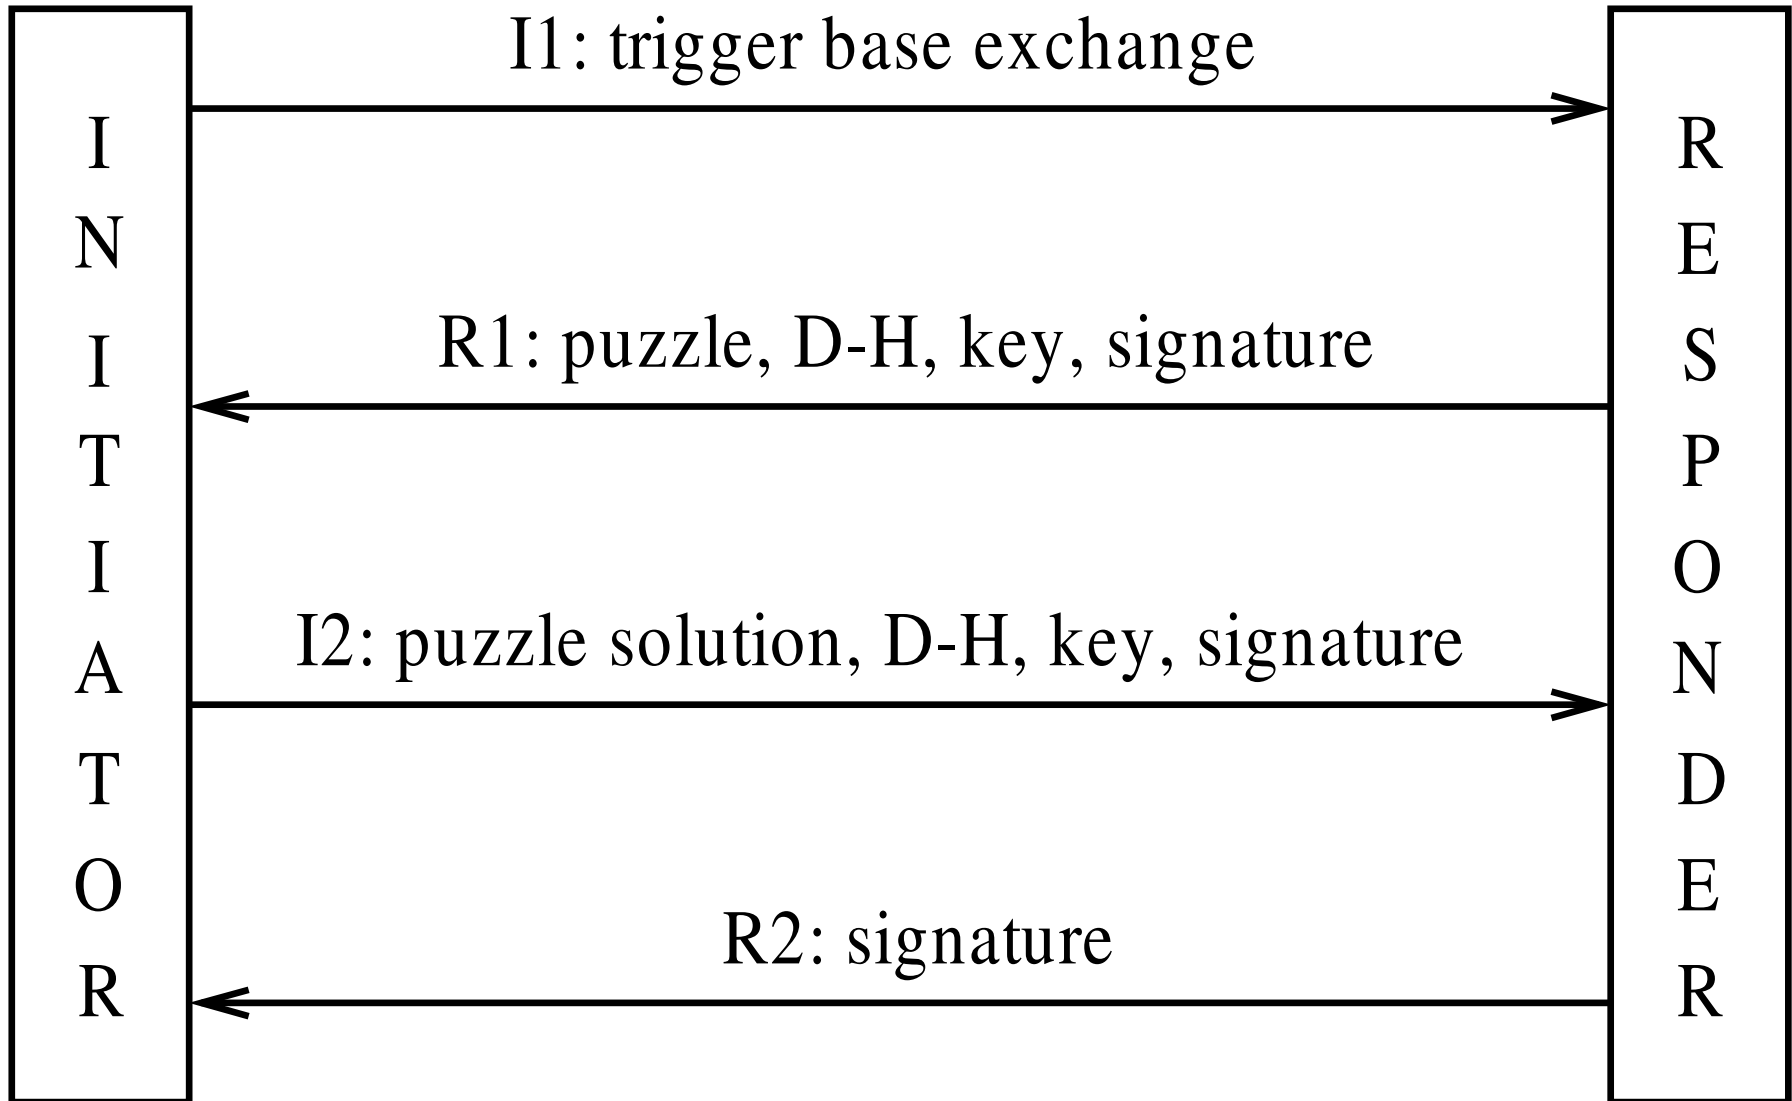 INITIATOR
I1: trigger base exchange
R1: puzzle, D-H, key, signature
I2: puzzle solution, D-H, key, signature
R2: signature
RESPONDER